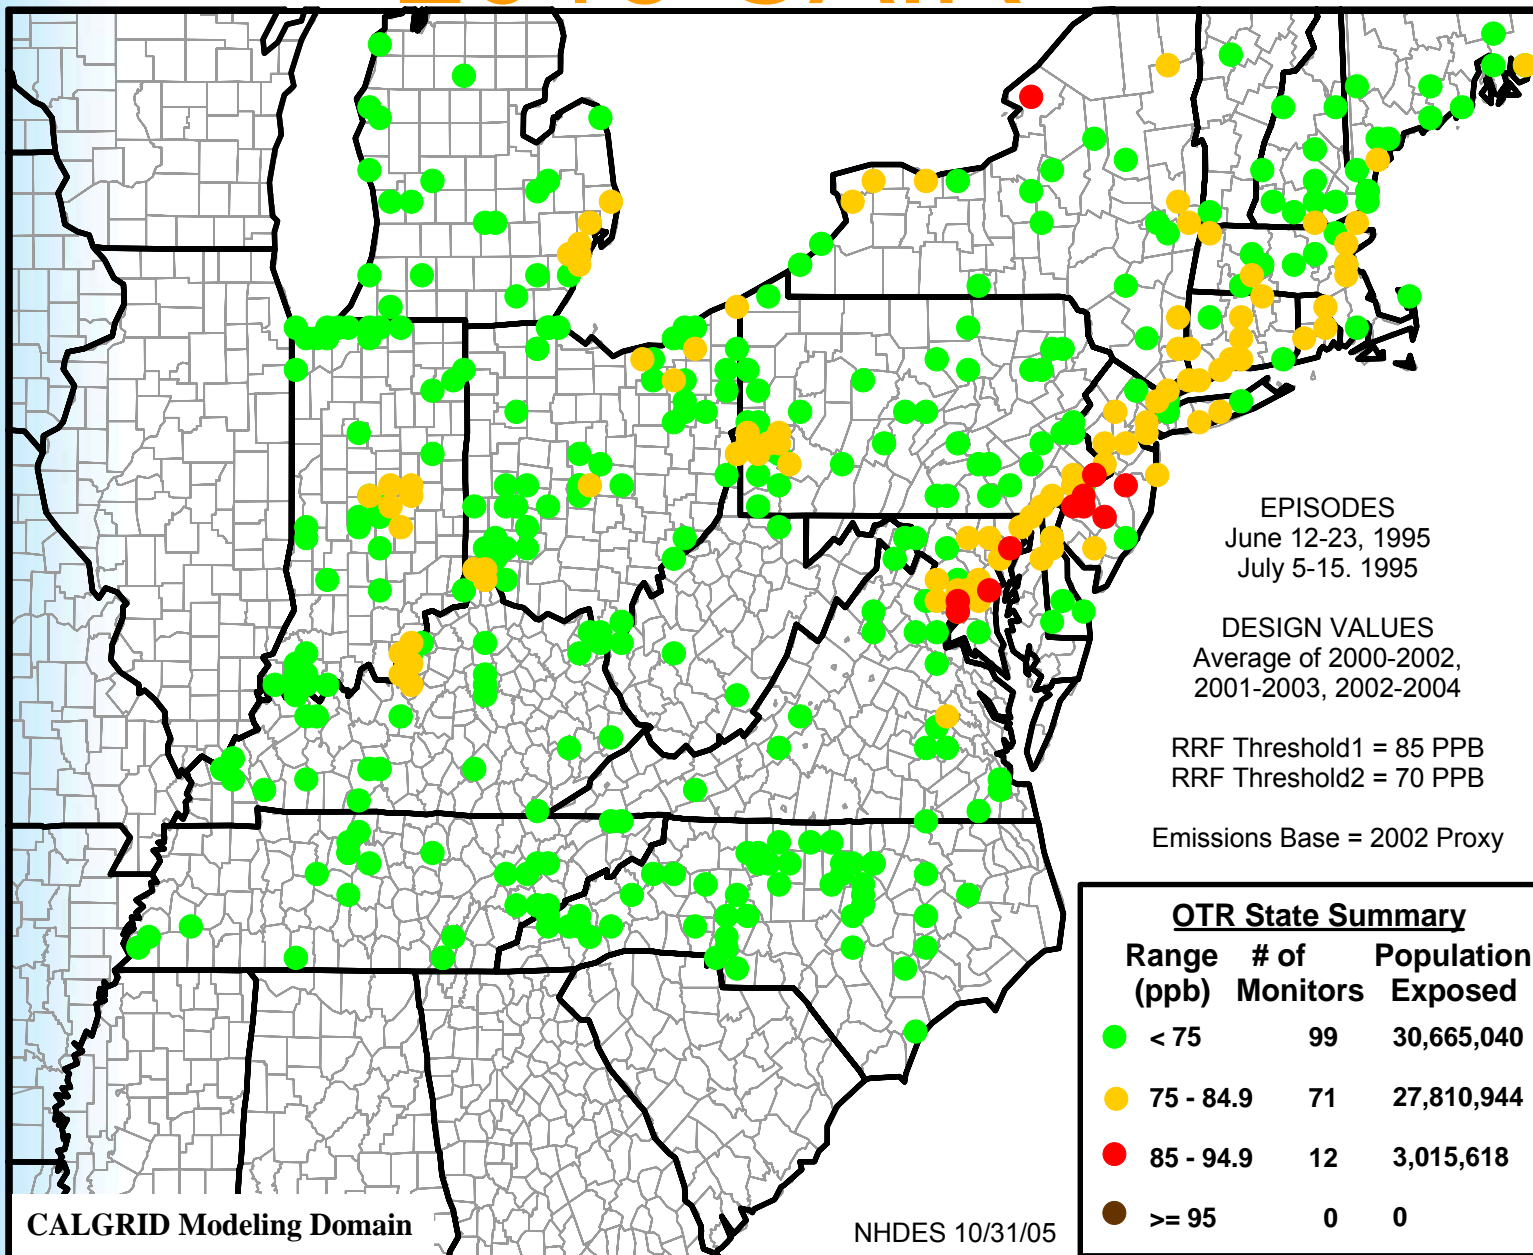 EPISODES
June 12-23, 1995
July 5-15. 1995
DESIGN VALUES
Average of 2000-2002,
2001-2003, 2002-2004
RRF Threshold1 = 85 PPB
RRF Threshold2 = 70 PPB
Emissions Base = 2002 Proxy
OTR State Summary
Range # of Population
(ppb) Monitors Exposed
< 75 99 30,665,040
75 - 84.9 71 27,810,944
85 - 94.9 12 3,015,618
>= 95 0 0
CALGRID Modeling Domain
NHDES 10/31/05